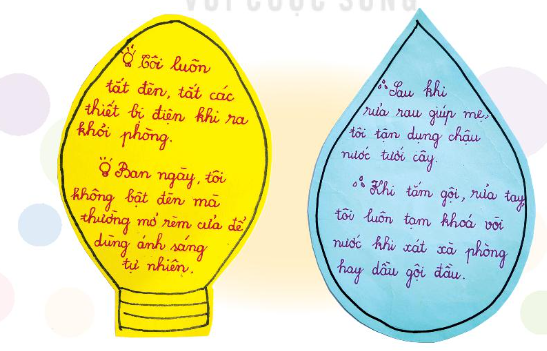 VỚI CUỘC SỐNG
Tôi luôn
tắt đèn, tắt các
thiết bị điện khi ra
khỏi phòng.
Ban ngày, tôi
không bật đèn mà
thường mở rèm cửa để
dùng ánh sáng
tự nhiên.
Sau khi
rửa rau giúp mẹ,
tôi tận dụng chậu
nước tưới cây.
Khi tắm gội, rửa tay
tôi luôn tạm khoá vòi
nước khi xát xà phòng
hay dầu gội đầu.